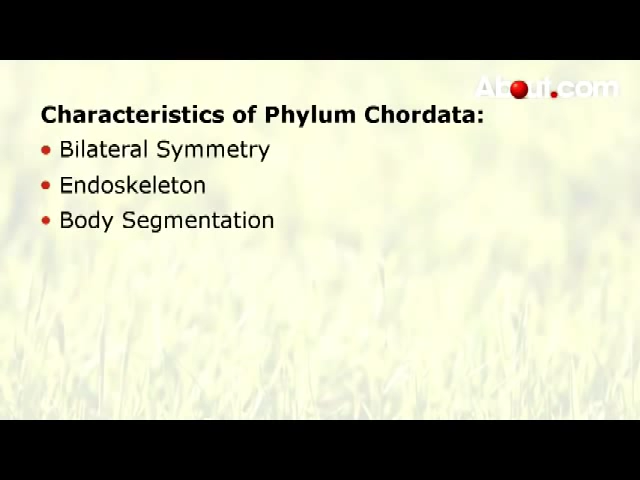 About.com
Characteristics of Phylum Chordata:
• Bilateral Symmetry
• Endoskeleton
• Body Segmentation